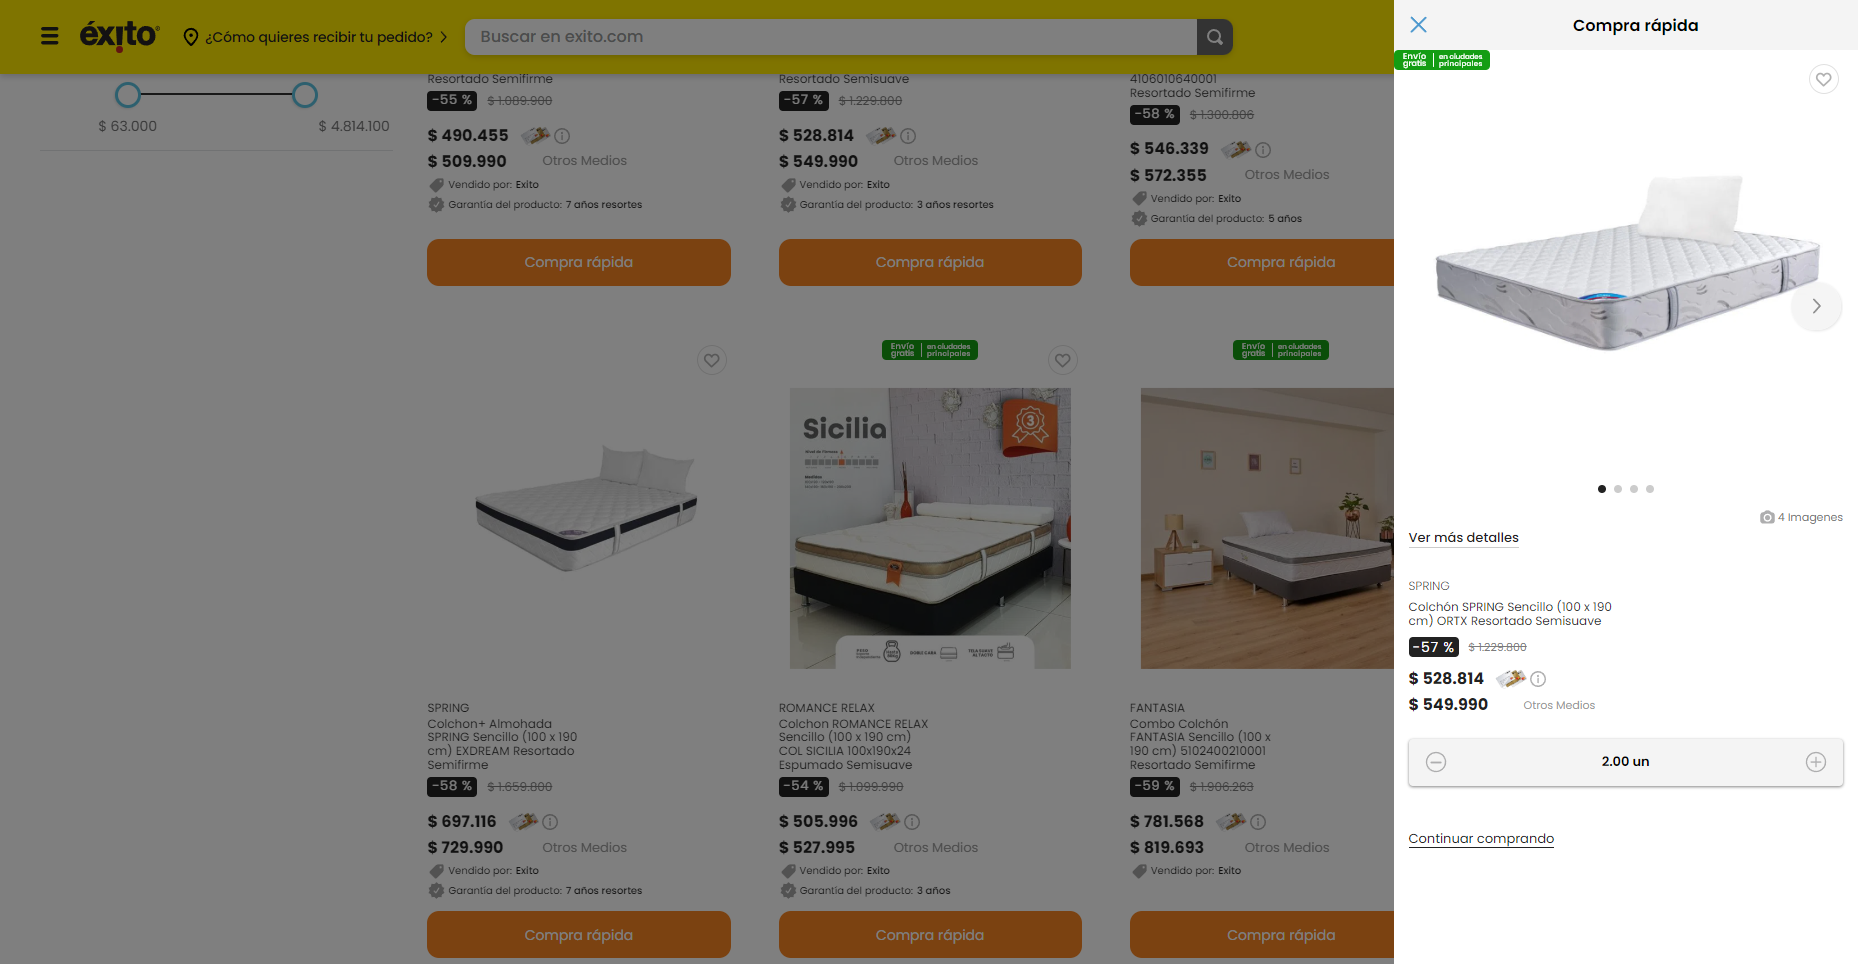 éxito
¿Cómo quieres recibir tu pedido?
Buscar en exito.com
$ 63.000
$ 4.814.100
Resortado Semifirme
-55 % $ 1.089.900
$ 490.455
$ 509.990 Otros Medios
Vendido por: Exito
Garantía del producto: 7 años resortes
Compra rápida
Resortado Semisuave
-57 % $ 1.229.800
$ 528.814
$ 549.990 Otros Medios
Vendido por: Exito
Garantía del producto: 3 años resortes
Compra rápida
4106010640001
Resortado Semifirme
-58 % $ 1.300.806
$ 546.339
$ 572.355 Otros Medios
Vendido por: Exito
Garantía del producto: 5 años
Compra rápida
SPRING
Colchon+ Almohada
SPRING Sencillo (100 x 190
cm) EXDREAM Resortado
Semifirme
-58 % $ 1.659.800
$ 697.116
$ 729.990 Otros Medios
Vendido por: Exito
Garantía del producto: 7 años resortes
Compra rápida
Envío gratis en ciudades principales
Sicilia
3
DOBLE CARA
ROMANCE RELAX
Colchon ROMANCE RELAX
Sencillo (100 x 190 cm)
COL SICILIA 100x190x24
Espumado Semisuave
-54 % $ 1.099.990
$ 505.996
$ 527.995 Otros Medios
Vendido por: Exito
Garantía del producto: 3 años
Compra rápida
Envío gratis en ciudades principales
FANTASIA
Combo Colchón
FANTASIA Sencillo (100 x
190 cm) 5102400210001
Resortado Semifirme
-59 % $ 1.906.263
$ 781.568
$ 819.693 Otros Medios
Vendido por: Exito
Compra rápida
Compra rápida
Envío gratis en ciudades principales
4 Imagenes
Ver más detalles
SPRING
Colchón SPRING Sencillo (100 x 190
cm) ORTX Resortado Semisuave
-57 % $ 1.229.800
$ 528.814
$ 549.990 Otros Medios
2.00 un
Continuar comprando